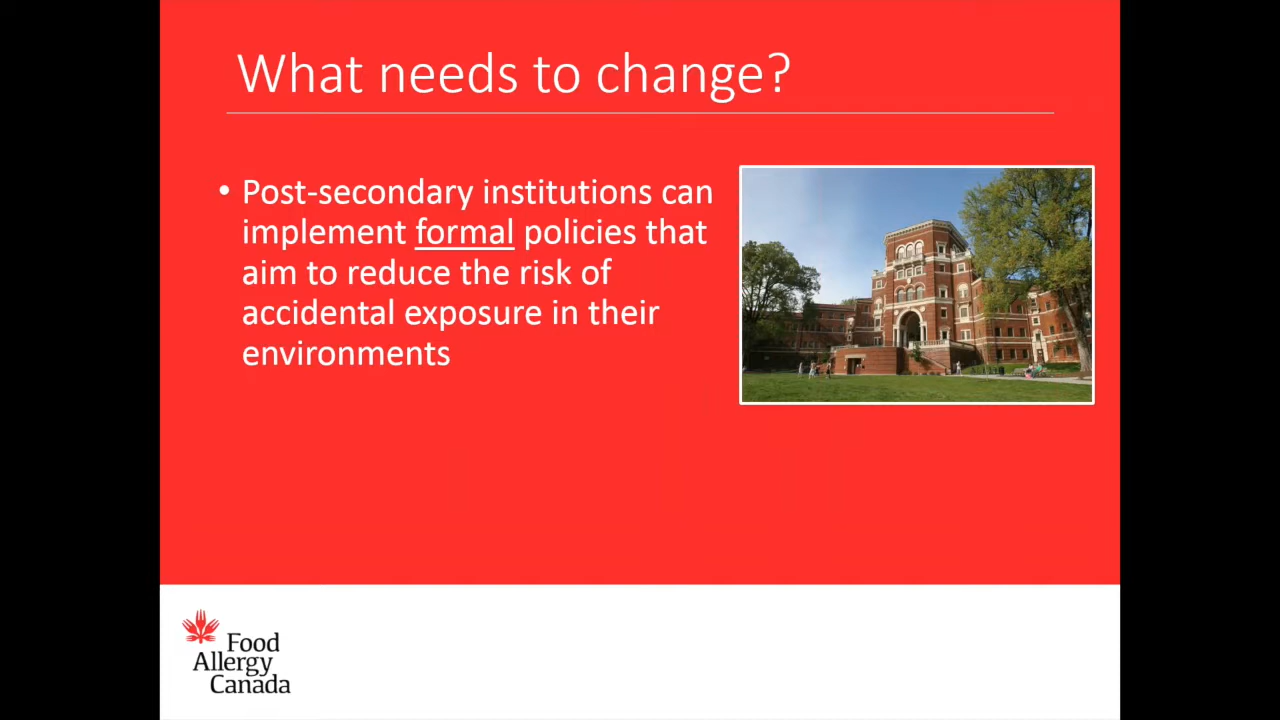 What needs to change?
• Post-secondary institutions can
implement formal policies that
aim to reduce the risk of
accidental exposure in their
environments
Food
Allergy
Canada